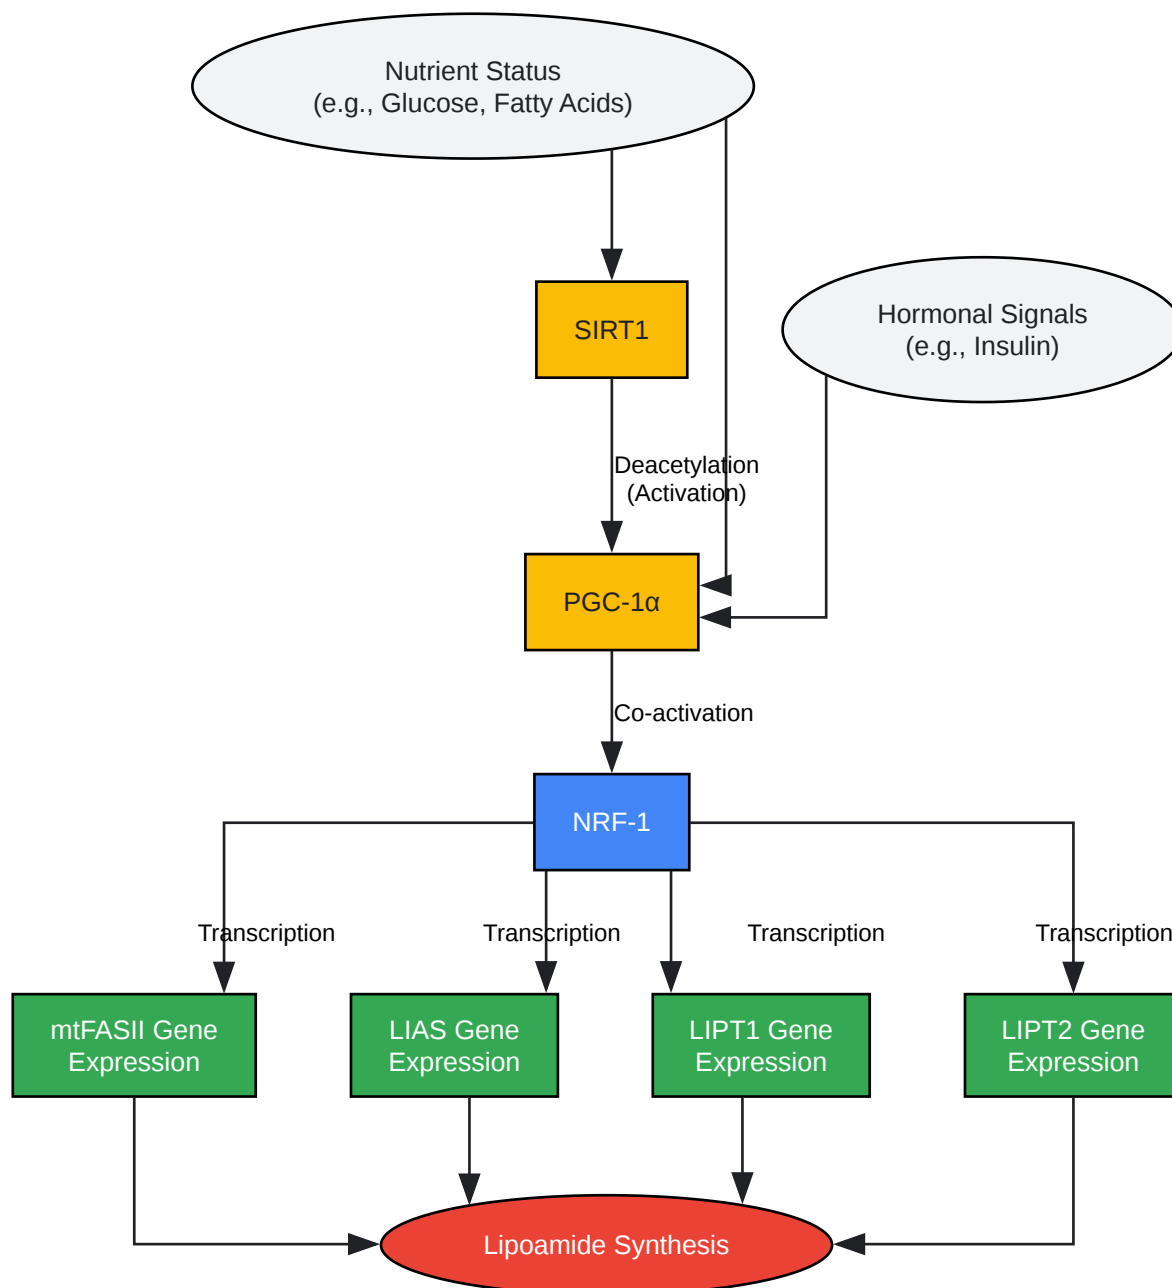 Nutrient Status
(e.g., Glucose, Fatty Acids)
SIRT1
Hormonal Signals
(e.g., Insulin)
Deacetylation
(Activation)
PGC-1α
Co-activation
NRF-1
Transcription
Transcription
Transcription
Transcription
mtFASII Gene
Expression
LIAS Gene
Expression
LIPT1 Gene
Expression
LIPT2 Gene
Expression
Lipoamide Synthesis